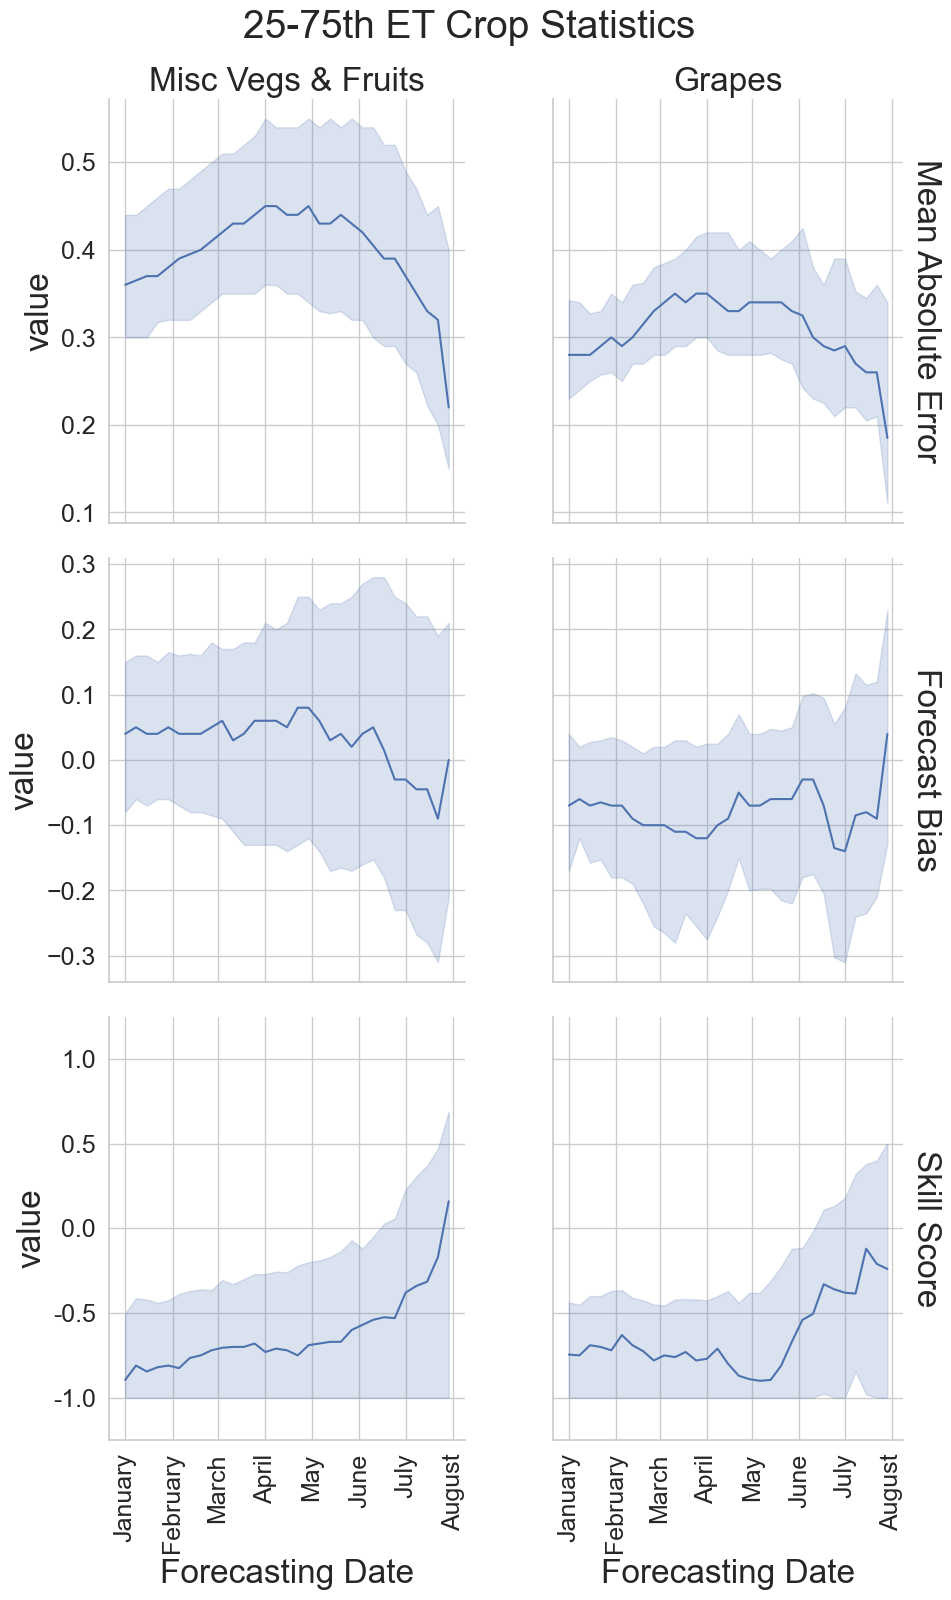 25-75th ET Crop Statistics
Misc Vegs & Fruits
Grapes
0.5
0.4
0.3
0.2
0.1
value
Mean Absolute Error
0.3
0.2
0.1
0.0
−0.1
−0.2
−0.3
value
Forecast Bias
1.0
0.5
0.0
-0.5
-1.0
value
Skill Score
January
February
March
April
May
June
July
August
January
February
March
April
May
June
July
August
Forecasting Date
Forecasting Date